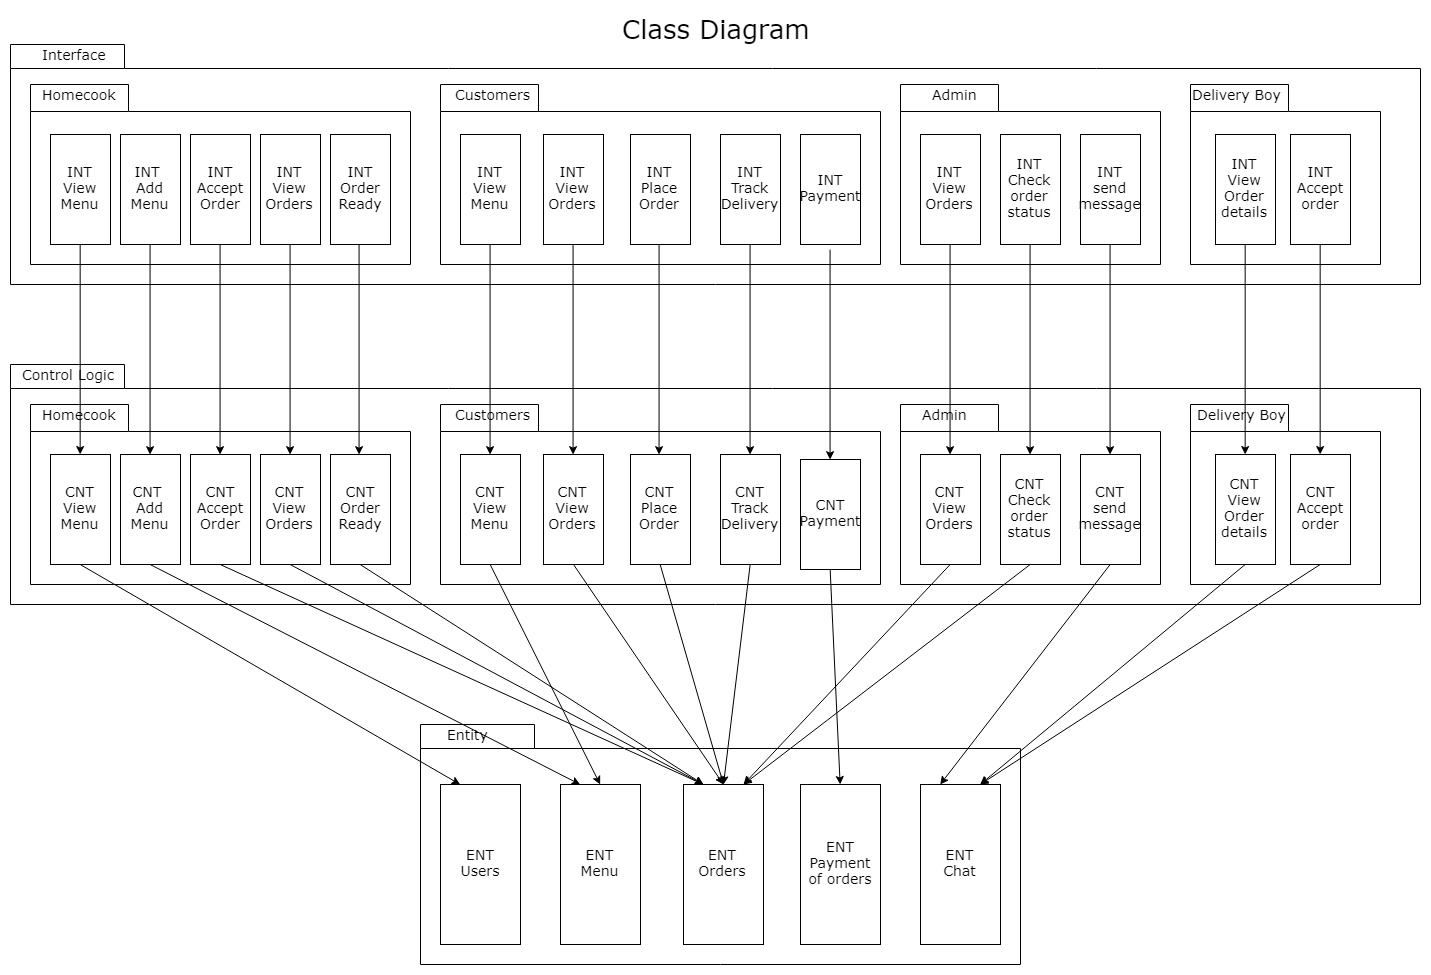 Class Diagram
Interface
Homecook
INT
View
Menu
INT
Add
Menu
INT
Accept
Order
INT
View
Orders
INT
Order
Ready
Customers
INT
View
Menu
INT
View
Orders
INT
Place
Order
INT
Track
Delivery
INT
Payment
Admin
INT
View
Orders
INT
Check
order
status
INT
send
message
Delivery Boy
INT
View
Order
details
INT
Accept
order
Control Logic
Homecook
CNT
View
Menu
CNT
Add
Menu
CNT
Accept
Order
CNT
View
Orders
CNT
Order
Ready
Customers
CNT
View
Menu
CNT
View
Orders
CNT
Place
Order
CNT
Track
Delivery
CNT
Payment
Admin
CNT
View
Orders
CNT
Check
order
status
CNT
send
message
Delivery Boy
CNT
View
Order
details
CNT
Accept
order
Entity
ENT
Users
ENT
Menu
ENT
Orders
ENT
Payment
of orders
ENT
Chat